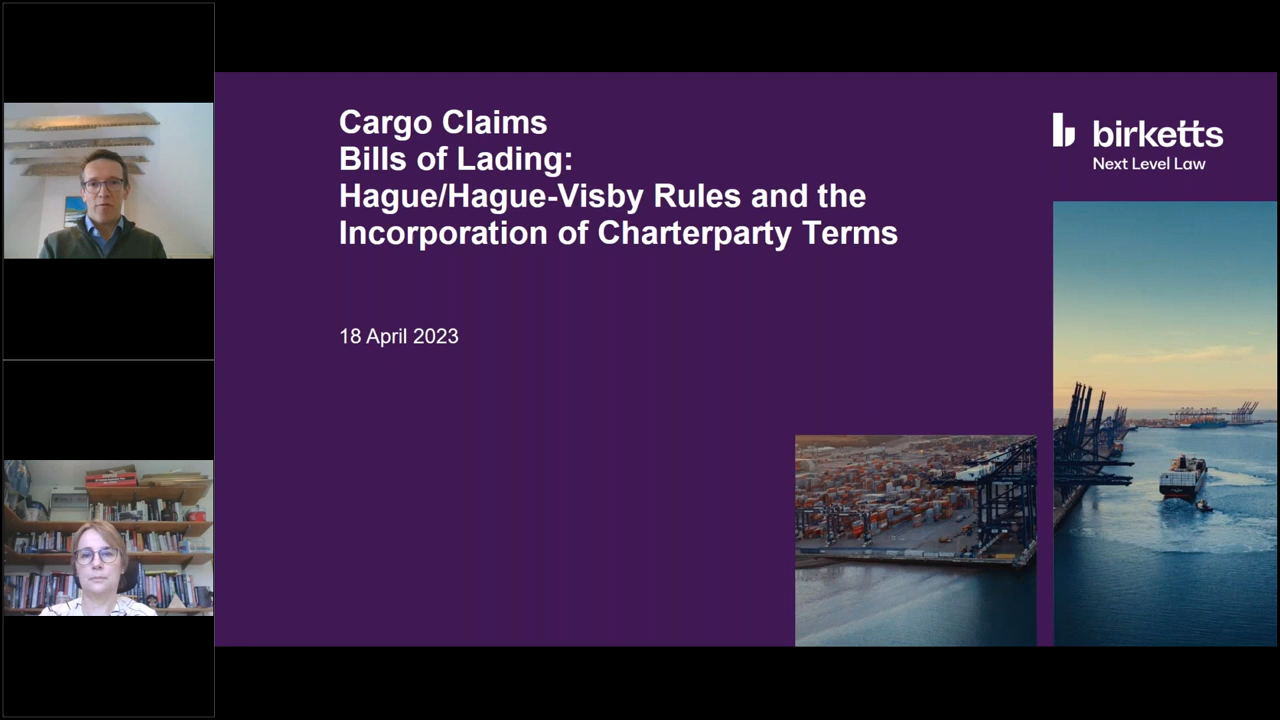 Cargo Claims
Bills of Lading:
Hague/Hague-Visby Rules and the
Incorporation of Charterparty Terms
18 April 2023
birketts
Next Level Law